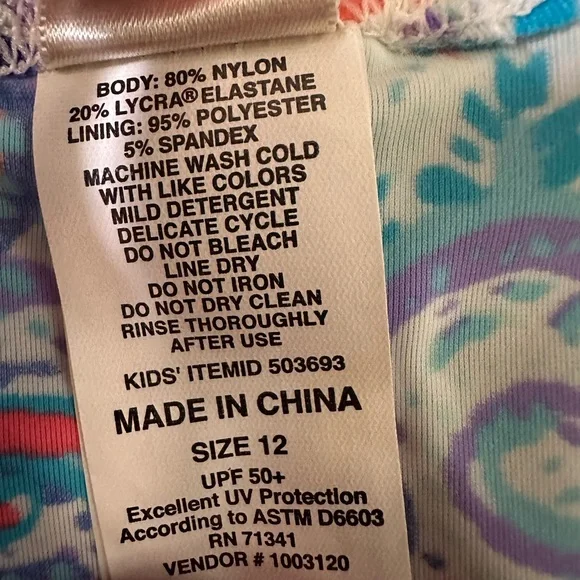 BODY: 80% NYLON
20% LYCRA® ELASTANE
LINING: 95% POLYESTER
5% SPANDEX
MACHINE WASH COLD
WITH LIKE COLORS
MILD DETERGENT
DELICATE CYCLE
DO NOT BLEACH
LINE DRY
DO NOT IRON
DO NOT DRY CLEAN
RINSE THOROUGHLY
AFTER USE
KIDS' ITEMID 503693
MADE IN CHINA
SIZE 12
UPF 50+
Excellent UV Protection
According to ASTM D6603
RN 71341
VENDOR # 1003120